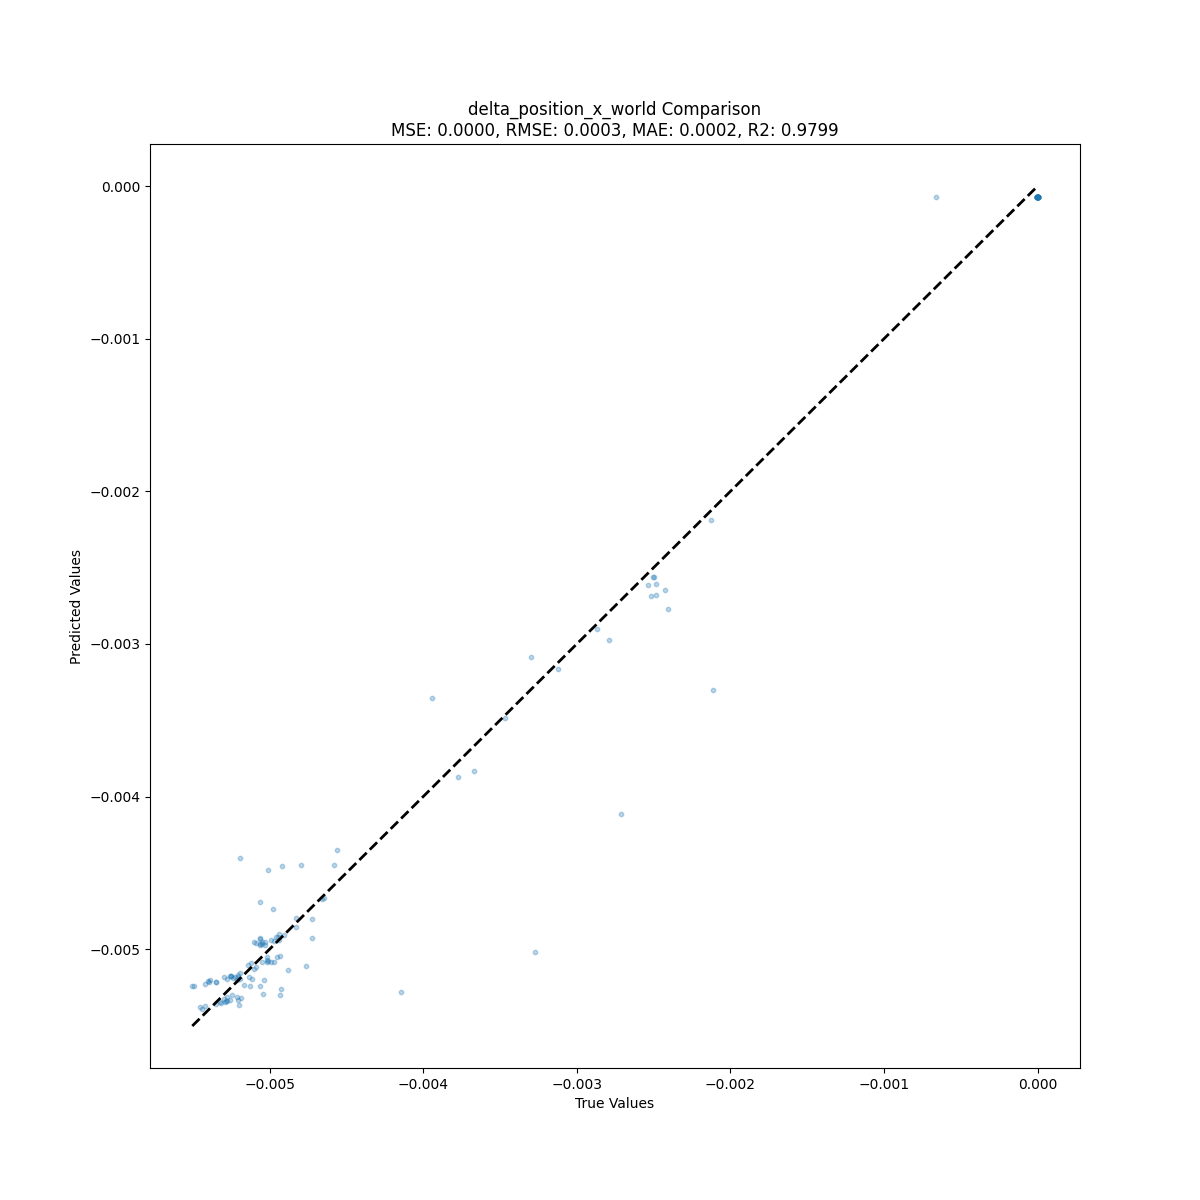 delta_position_x_world Comparison
MSE: 0.0000, RMSE: 0.0003, MAE: 0.0002, R2: 0.9799
0.000
−0.001
−0.002
−0.003
−0.004
−0.005
Predicted Values
−0.005 −0.004 −0.003 −0.002 −0.001 0.000
True Values